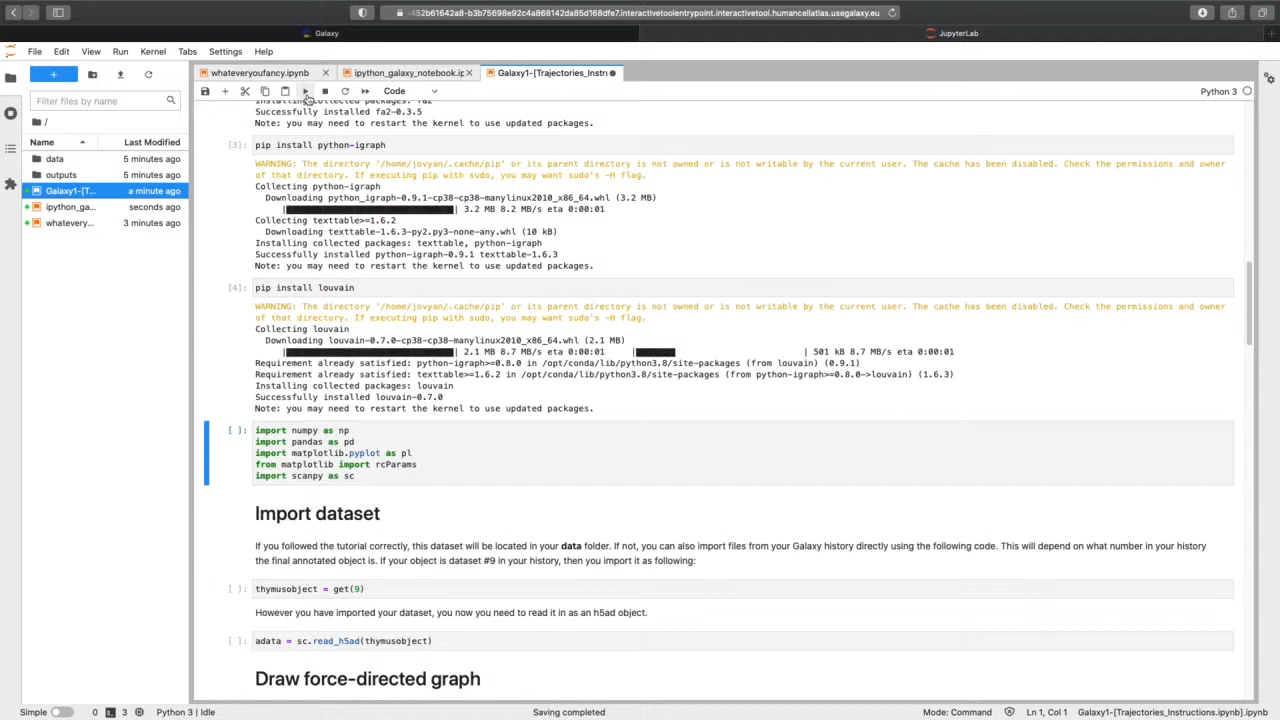 452b61642a8-b3b75698e92c4a868142da85d168dfe7.interactivetoolentrypoint.interactivetool.humancellatlas.usegalaxy.eu
Galaxy
JupyterLab
File Edit View Run Kernel Tabs Settings Help
whateveryoufancy.ipynb
ipython_galaxy_notebook.ip
Galaxy1-[Trajectories_Instru
Code
Python 3
Filter files by name
/
Name Last Modified
data 5 minutes ago
outputs 5 minutes ago
Galaxy1-[T... a minute ago
ipython_ga... seconds ago
whatevery... 3 minutes ago
Installing collected packages: fa2
Successfully installed fa2-0.3.5
Note: you may need to restart the kernel to use updated packages.
[3]: pip install python-igraph
WARNING: The directory '/home/jovyan/.cache/pip' or its parent directory is not owned or is not writable by the current user. The cache has been disabled. Check the permissions and owner
of that directory. If executing pip with sudo, you may want sudo's -H flag.
Collecting python-igraph
Downloading python_igraph-0.9.1-cp38-cp38-manylinux2010_x86_64.whl (3.2 MB)
| | 3.2 MB 8.2 MB/s eta 0:00:01
Collecting texttable>=1.6.2
Downloading texttable-1.6.3-py2.py3-none-any.whl (10 kB)
Installing collected packages: texttable, python-igraph
Successfully installed python-igraph-0.9.1 texttable-1.6.3
Note: you may need to restart the kernel to use updated packages.
[4]: pip install louvain
WARNING: The directory '/home/jovyan/.cache/pip' or its parent directory is not owned or is not writable by the current user. The cache has been disabled. Check the permissions and owner
of that directory. If executing pip with sudo, you may want sudo's -H flag.
Collecting louvain
Downloading louvain-0.7.0-cp38-cp38-manylinux2010_x86_64.whl (2.1 MB)
| | 2.1 MB 8.7 MB/s eta 0:00:01 | | 501 kB 8.7 MB/s eta 0:00:01
Requirement already satisfied: python-igraph>=0.8.0 in /opt/conda/lib/python3.8/site-packages (from louvain) (0.9.1)
Requirement already satisfied: texttable>=1.6.2 in /opt/conda/lib/python3.8/site-packages (from python-igraph>=0.8.0->louvain) (1.6.3)
Installing collected packages: louvain
Successfully installed louvain-0.7.0
Note: you may need to restart the kernel to use updated packages.
[ ]: import numpy as np
import pandas as pd
import matplotlib.pyplot as pl
from matplotlib import rcParams
import scanpy as sc
Import dataset
If you followed the tutorial correctly, this dataset will be located in your data folder. If not, you can also import files from your Galaxy history directly using the following code. This will depend on what number in your history
the final annotated object is. If your object is dataset #9 in your history, then you import it as following:
[ ]: thymusobject = get(9)
However you have imported your dataset, you now you need to read it in as an h5ad object.
[ ]: adata = sc.read_h5ad(thymusobject)
Draw force-directed graph
Simple 0 3 Python 3 | Idle Saving completed Mode: Command Ln 1, Col 1 Galaxy1-[Trajectories_Instructions.ipynb].ipynb